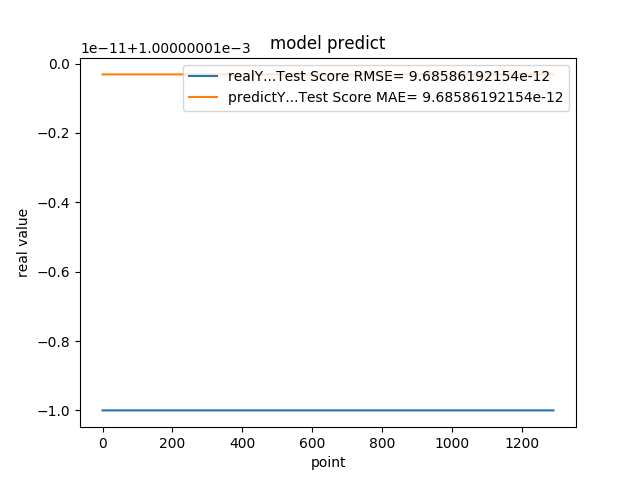 model predict
1e−11+1.00000001e−3
realY...Test Score RMSE= 9.68586192154e-12
predictY...Test Score MAE= 9.68586192154e-12
0.0
−0.2
−0.4
−0.6
−0.8
−1.0
real value
0 200 400 600 800 1000 1200
point